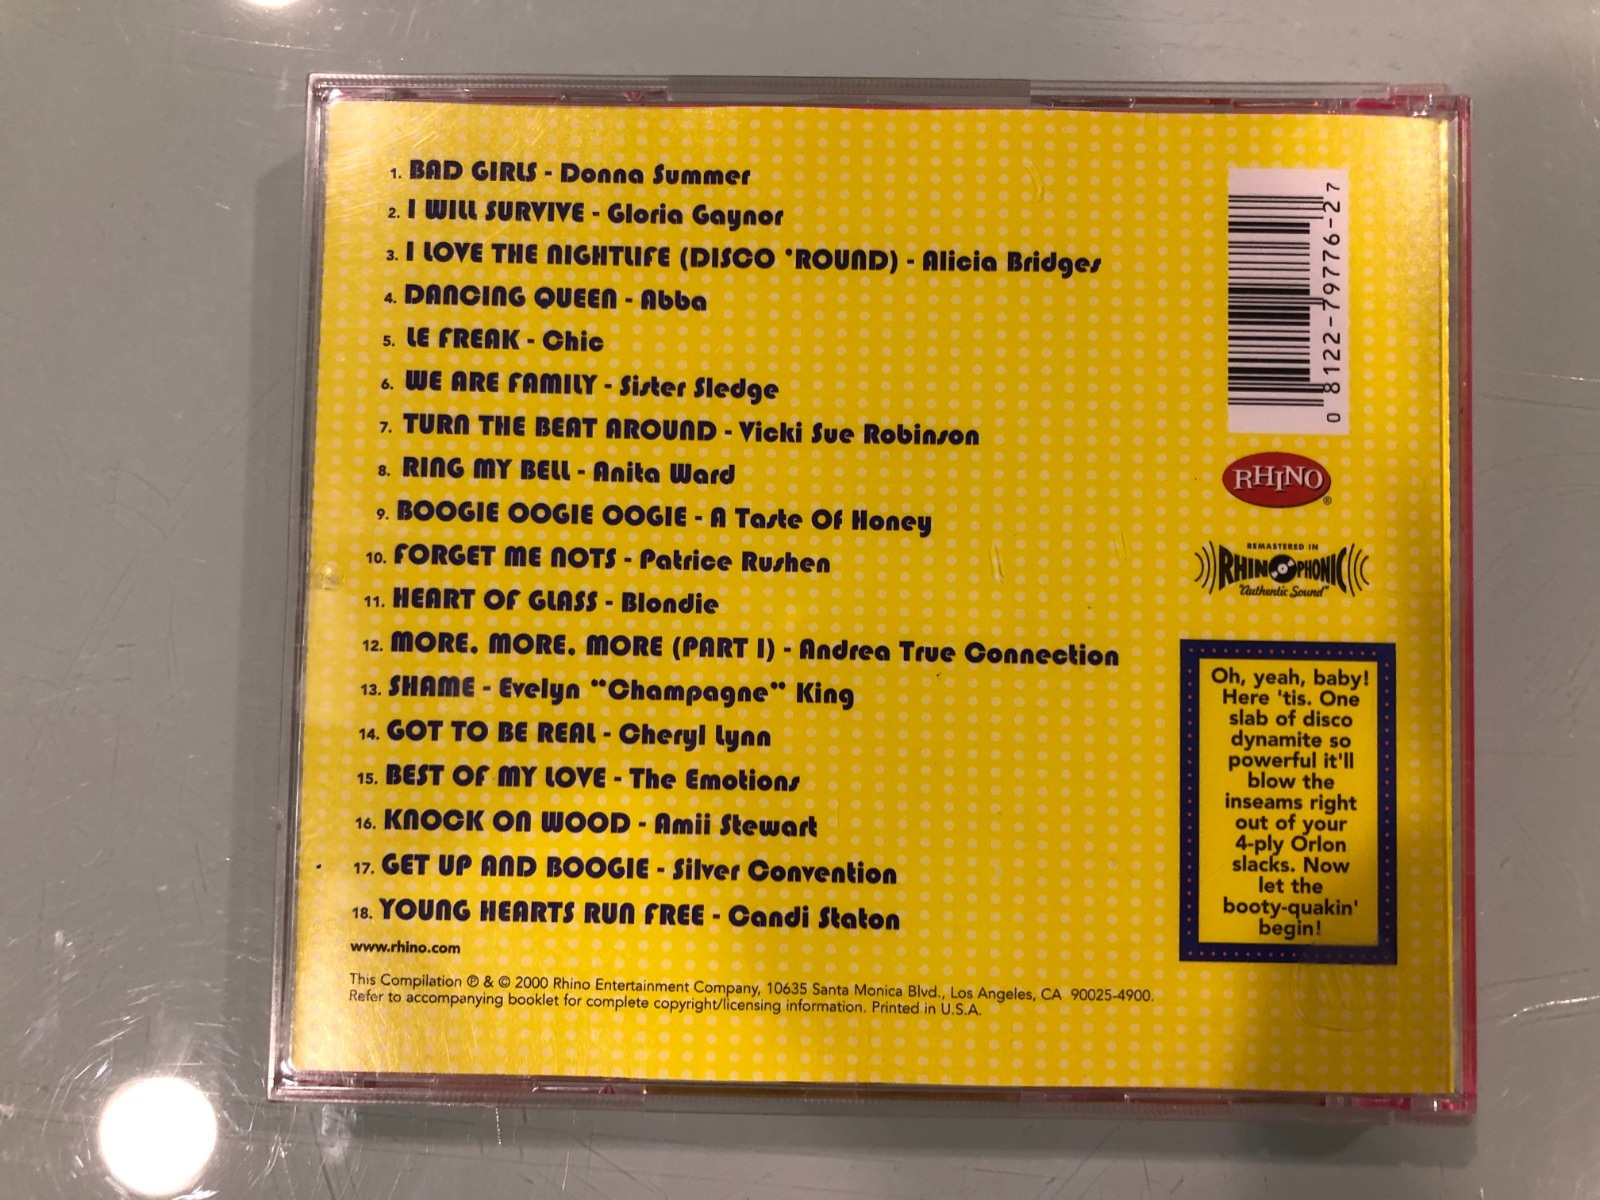 1. BAD GIRLS - Donna Summer
2. I WILL SURVIVE - Gloria Gaynor
3. I LOVE THE NIGHTLIFE (DISCO 'ROUND) - Alicia Bridges
4. DANCING QUEEN - Abba
5. LE FREAK - Chic
6. WE ARE FAMILY - Sister Sledge
7. TURN THE BEAT AROUND - Vicki Sue Robinson
8. RING MY BELL - Anita Ward
9. BOOGIE OOGIE OOGIE - A Taste Of Honey
10. FORGET ME NOTS - Patrice Rushen
11. HEART OF GLASS - Blondie
12. MORE, MORE, MORE (PART I) - Andrea True Connection
13. SHAME - Evelyn "Champagne" King
14. GOT TO BE REAL - Cheryl Lynn
15. BEST OF MY LOVE - The Emotions
16. KNOCK ON WOOD - Amii Stewart
17. GET UP AND BOOGIE - Silver Convention
18. YOUNG HEARTS RUN FREE - Candi Staton
www.rhino.com
This Compilation ℗ & © 2000 Rhino Entertainment Company, 10635 Santa Monica Blvd., Los Angeles, CA 90025-4900.
Refer to accompanying booklet for complete copyright/licensing information. Printed in U.S.A.
0 8122-79776-27
RHINO®
REMASTERED IN
RHINOPHONIC
"Authentic Sound"
Oh, yeah, baby!
Here 'tis. One
slab of disco
dynamite so
powerful it'll
blow the
inseams right
out of your
4-ply Orlon
slacks. Now
let the
booty-quakin'
begin!